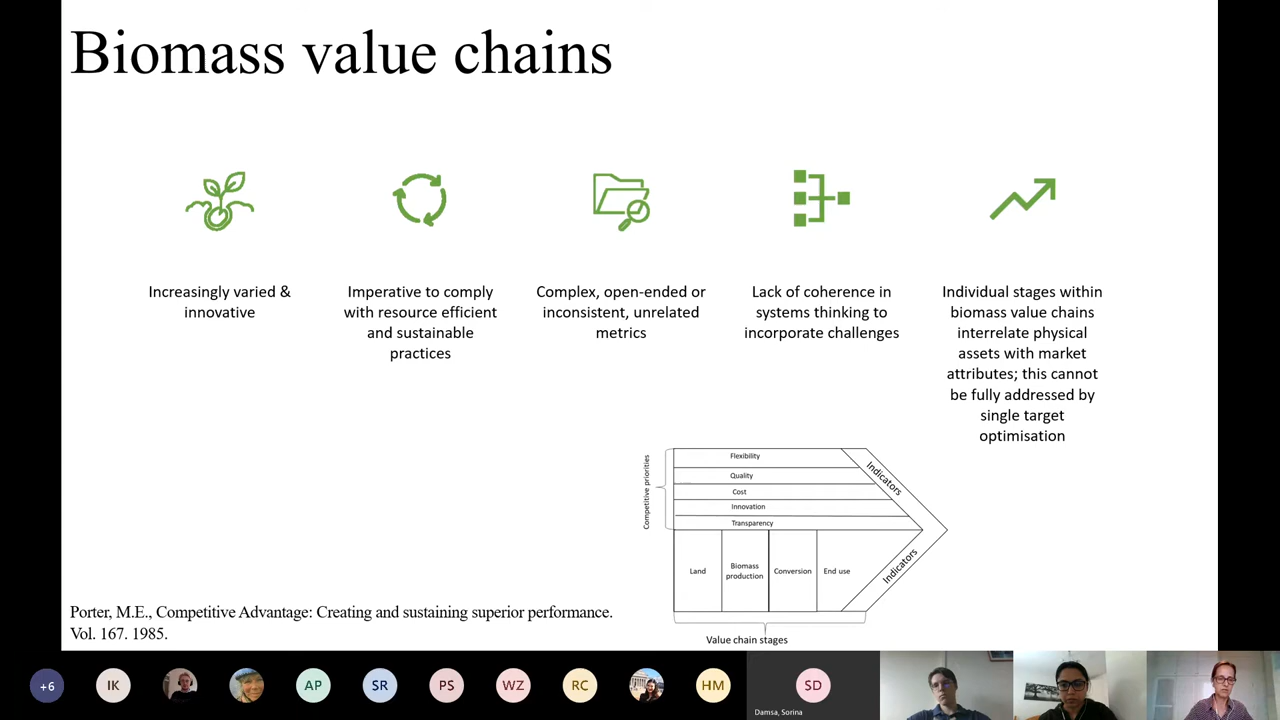 Biomass value chains
Increasingly varied &
innovative
Imperative to comply
with resource efficient
and sustainable
practices
Complex, open-ended or
inconsistent, unrelated
metrics
Lack of coherence in
systems thinking to
incorporate challenges
Individual stages within
biomass value chains
interrelate physical
assets with market
attributes; this cannot
be fully addressed by
single target
optimisation
Competitive priorities
Flexibility
Quality
Cost
Innovation
Transparency
Indicators
Land
Biomass
production
Conversion
End use
Indicators
Value chain stages
Porter, M.E., Competitive Advantage: Creating and sustaining superior performance.
Vol. 167. 1985.
+6
IK
AP
SR
PS
WZ
RC
HM
SD
Damsa, Sorina